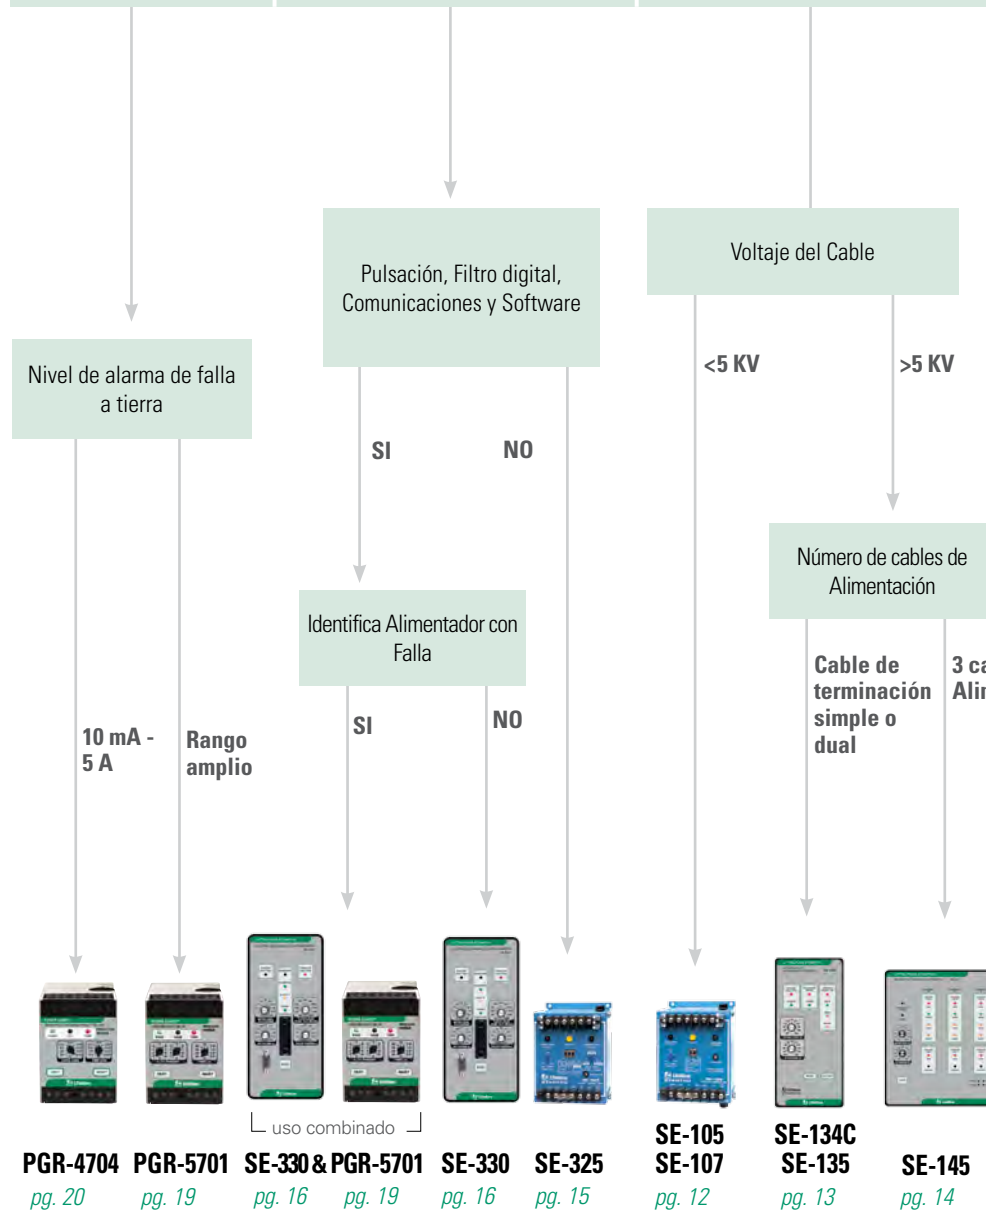 Pulsación, Filtro digital,
Comunicaciones y Software
Voltaje del Cable
Nivel de alarma de falla
a tierra
<5 KV
>5 KV
SI
NO
Número de cables de
Alimentación
Identifica Alimentador con
Falla
Cable de
terminación
simple o
dual
3 ca
Alim
SI
NO
10 mA -
5 A
Rango
amplio
uso combinado
PGR-4704
pg. 20
PGR-5701
pg. 19
SE-330 & PGR-5701
pg. 16
pg. 19
SE-330
pg. 16
SE-325
pg. 15
SE-105
SE-107
pg. 12
SE-134C
SE-135
pg. 13
SE-145
pg. 14